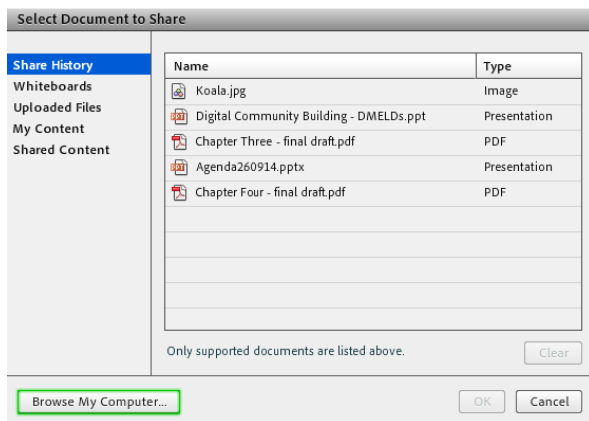 Select Document to Share
Share History
Whiteboards
Uploaded Files
My Content
Shared Content
Name Type
Koala.jpg Image
Digital Community Building - DMELDs.ppt Presentation
Chapter Three - final draft.pdf PDF
Agenda260914.pptx Presentation
Chapter Four - final draft.pdf PDF
Only supported documents are listed above. Clear
Browse My Computer... OK Cancel